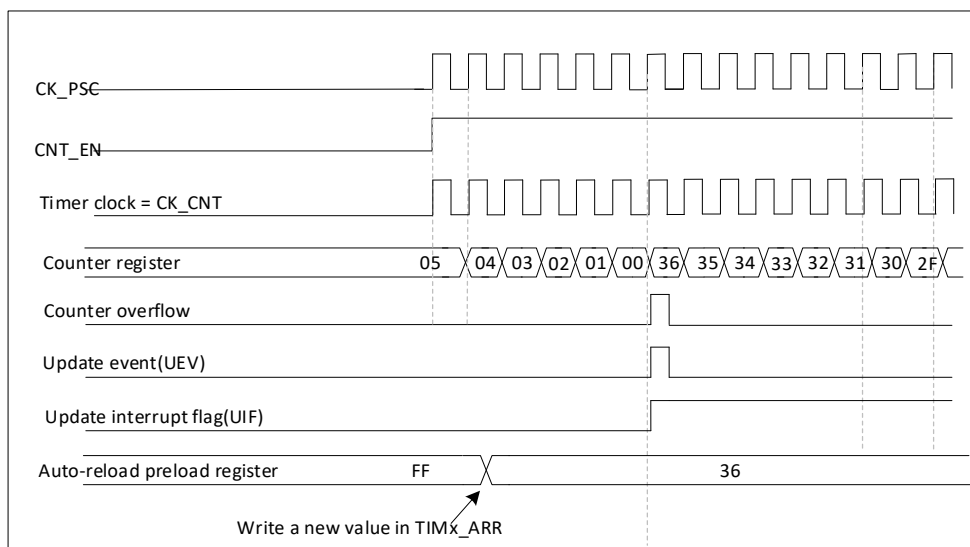 CK_PSC
CNT_EN
Timer clock = CK_CNT
Counter register 05 04 03 02 01 00 36 35 34 33 32 31 30 2F
Counter overflow
Update event(UEV)
Update interrupt flag(UIF)
Auto-reload preload register FF 36
Write a new value in TIMx_ARR